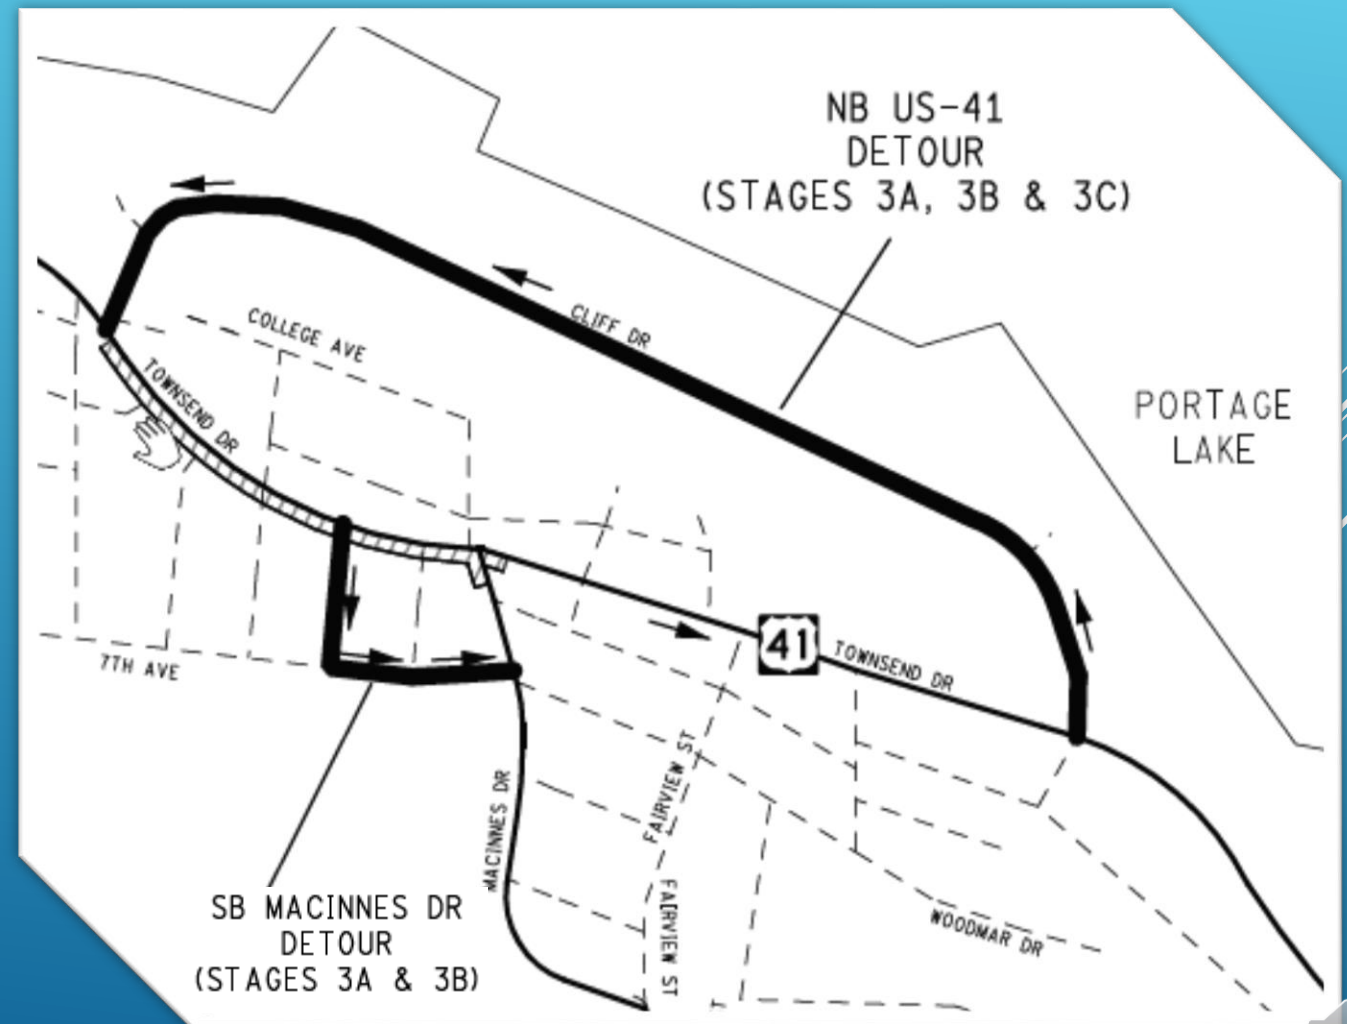 NB US-41
DETOUR
(STAGES 3A, 3B & 3C)
CLIFF DR
COLLEGE AVE
TOWNSEND DR
PORTAGE
LAKE
41
TOWNSEND DR
7TH AVE
FAIRVIEW ST
MACINNES DR
FAIRVIEW ST
WOODMAR DR
SB MACINNES DR
DETOUR
(STAGES 3A & 3B)